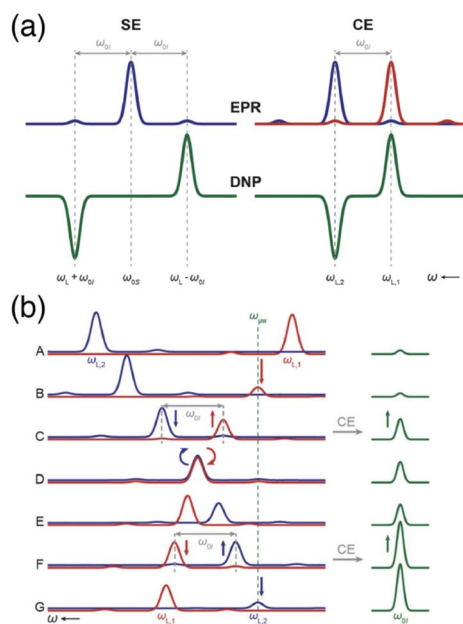 (a)
SE CE
ω0I ω0I ω0I
EPR
DNP
ωL + ω0I ω0S ωL - ω0I ωL,2 ωL,1 ω
(b)
ωμw
A
ωL,2 ωL,1
B
C
ω0I
CE
D
E
F
ω0I
CE
G
ω ωL,1 ωL,2 ω0I